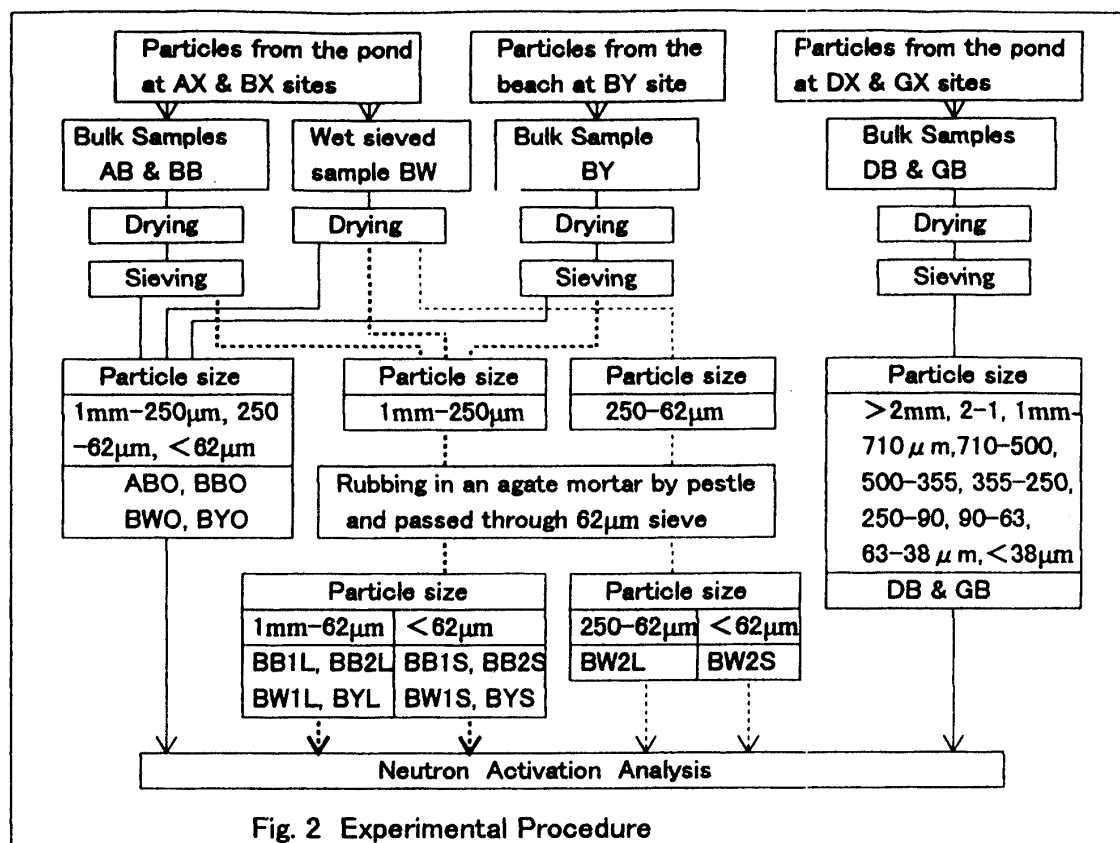 Particles from the pond
at AX & BX sites
Particles from the
beach at BY site
Particles from the pond
at DX & GX sites
Bulk Samples
AB & BB
Wet sieved
sample BW
Bulk Sample
BY
Bulk Samples
DB & GB
Drying
Drying
Drying
Drying
Sieving
Sieving
Sieving
Particle size
1mm-250μm, 250
-62μm, <62μm
ABO, BBO
BWO, BYO
Particle size
1mm-250μm
Particle size
250-62μm
Particle size
>2mm, 2-1, 1mm-
710 μm,710-500,
500-355, 355-250,
250-90, 90-63,
63-38 μm,<38μm
DB & GB
Rubbing in an agate mortar by pestle
and passed through 62μm sieve
Particle size
1mm-62μm
<62μm
BB1L, BB2L
BW1L, BYL
BB1S, BB2S
BW1S, BYS
Particle size
250-62μm
<62μm
BW2L
BW2S
Neutron Activation Analysis
Fig. 2 Experimental Procedure